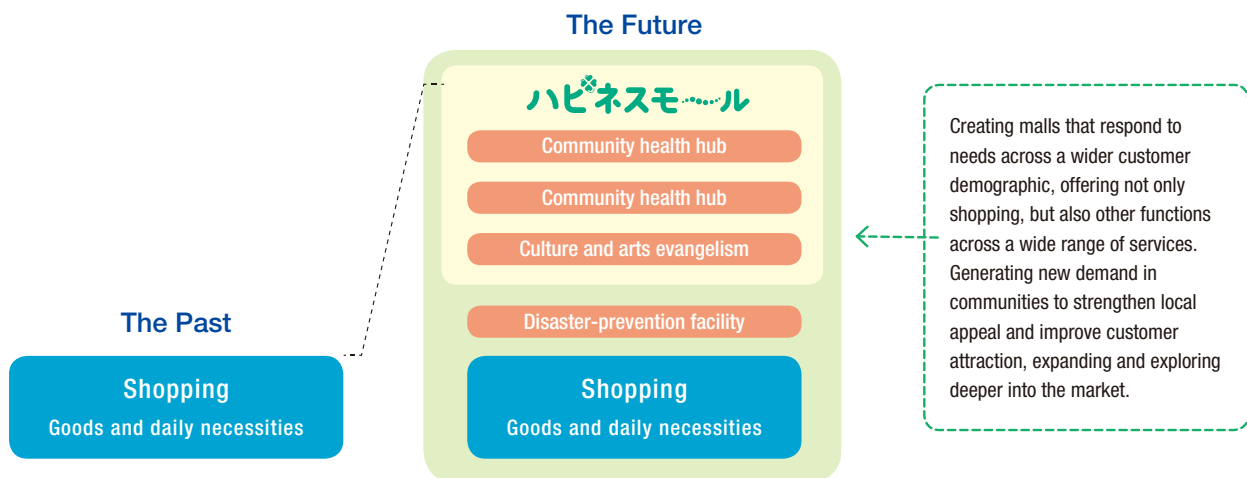 The Future
ハピネスモール
Community health hub
Community health hub
Culture and arts evangelism
Disaster-prevention facility
Shopping
Goods and daily necessities
The Past
Shopping
Goods and daily necessities
Creating malls that respond to
needs across a wider customer
demographic, offering not only
shopping, but also other functions
across a wide range of services.
Generating new demand in
communities to strengthen local
appeal and improve customer
attraction, expanding and exploring
deeper into the market.